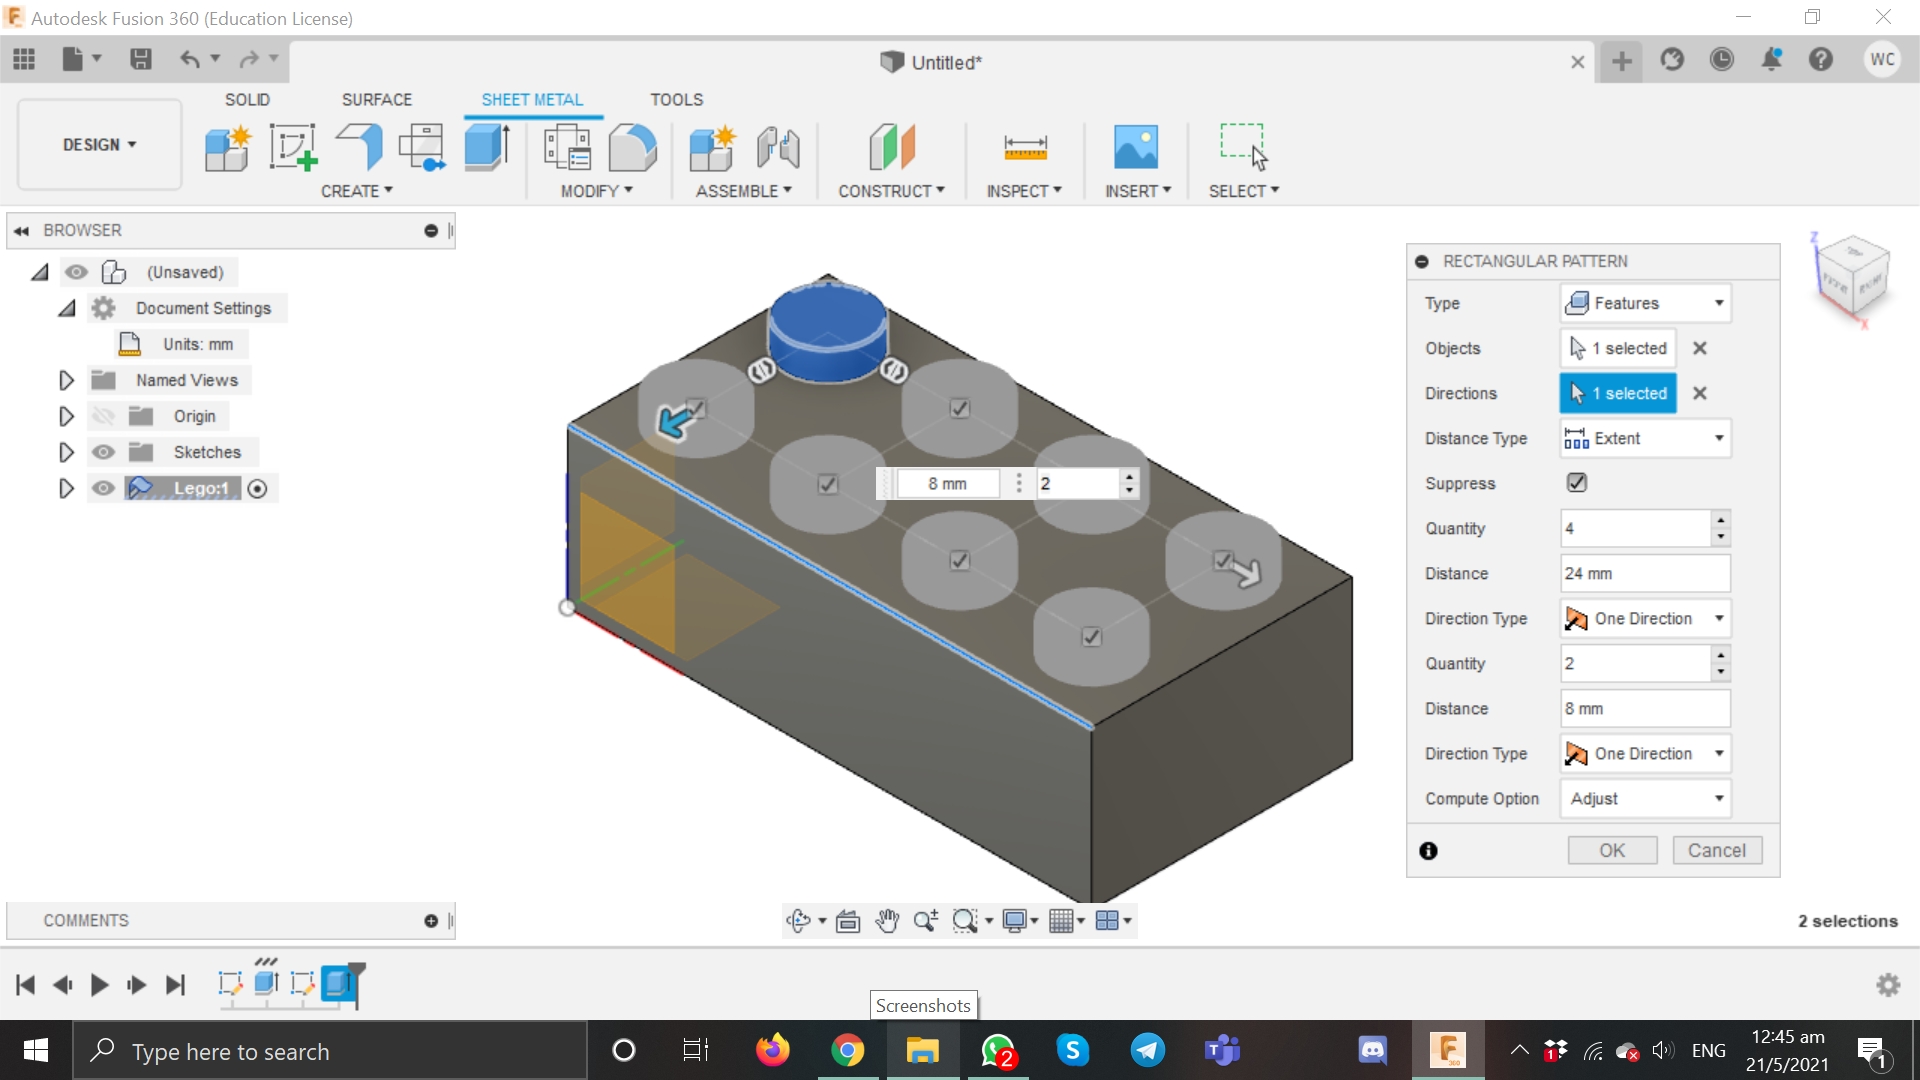 Autodesk Fusion 360 (Education License)
Untitled*
WC
SOLID
SURFACE
SHEET METAL
TOOLS
DESIGN
CREATE
MODIFY
ASSEMBLE
CONSTRUCT
INSPECT
INSERT
SELECT
BROWSER
(Unsaved)
Document Settings
Units: mm
Named Views
Origin
Sketches
Lego:1
8 mm
2
Z
X
RECTANGULAR PATTERN
Type Features
Objects 1 selected
Directions 1 selected
Distance Type Extent
Suppress
Quantity 4
Distance 24 mm
Direction Type One Direction
Quantity 2
Distance 8 mm
Direction Type One Direction
Compute Option Adjust
OK Cancel
COMMENTS
2 selections
Screenshots
Type here to search
2
1
ENG
12:45 am
21/5/2021
1